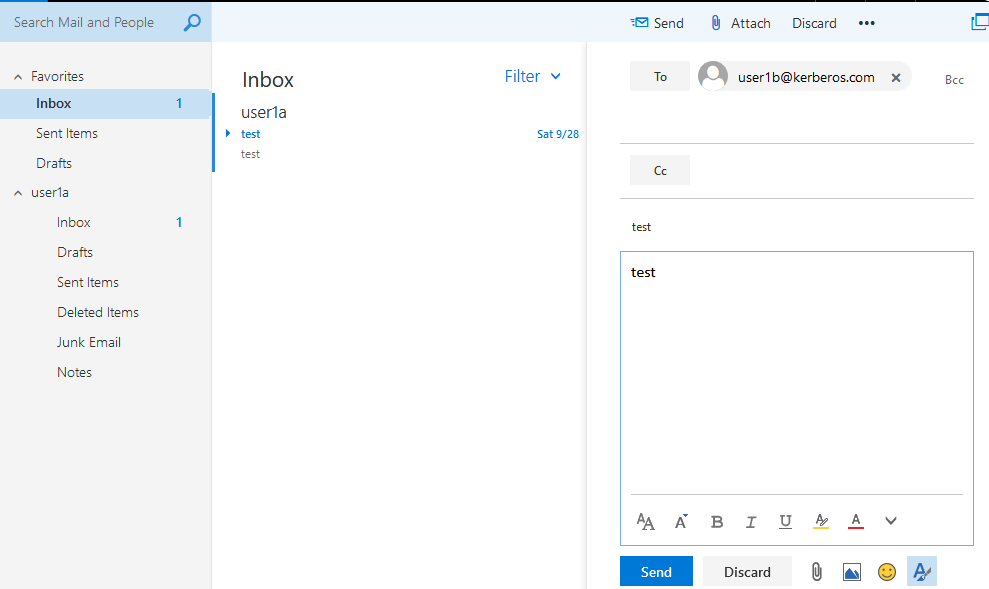 Search Mail and People
Send Attach Discard •••
Favorites
Inbox 1
Sent Items
Drafts
user1a
Inbox 1
Drafts
Sent Items
Deleted Items
Junk Email
Notes
Inbox Filter
user1a
test Sat 9/28
test
To user1b@kerberos.com Bcc
Cc
test
test
AA A B I U A
Send Discard